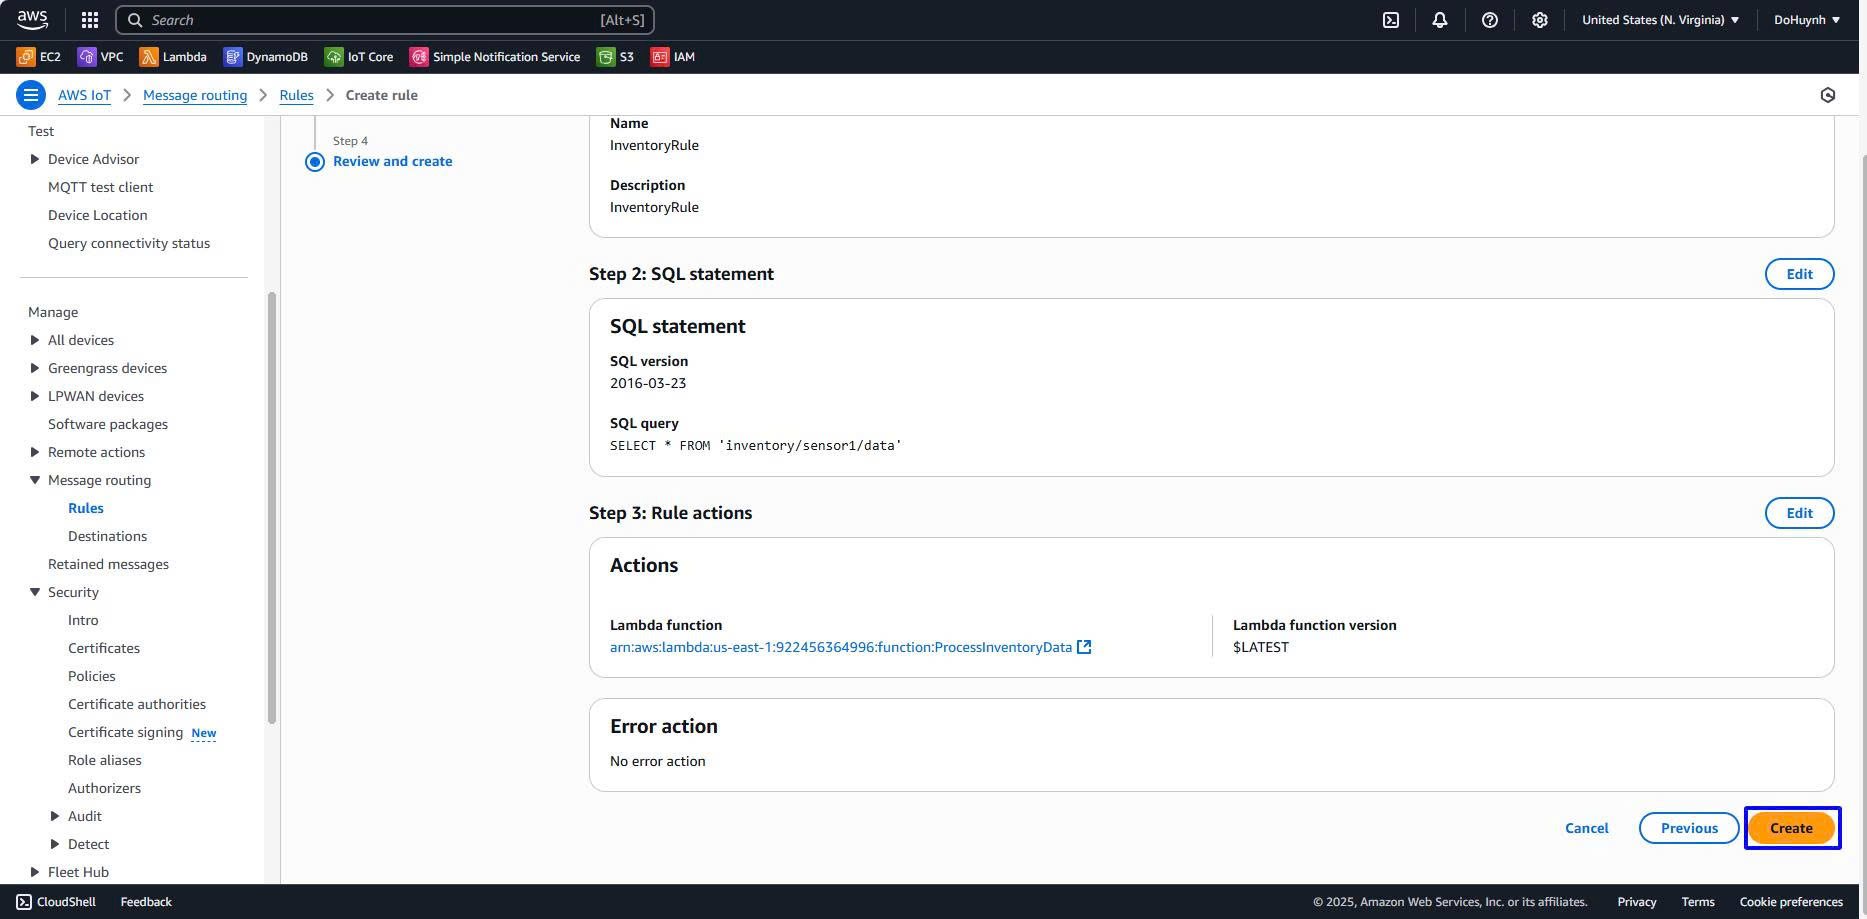 aws
Search
[Alt+S]
United States (N. Virginia)
DoHuynh
EC2
VPC
Lambda
DynamoDB
IoT Core
Simple Notification Service
S3
IAM
AWS IoT
Message routing
Rules
Create rule
Test
Device Advisor
MQTT test client
Device Location
Query connectivity status
Manage
All devices
Greengrass devices
LPWAN devices
Software packages
Remote actions
Message routing
Rules
Destinations
Retained messages
Security
Intro
Certificates
Policies
Certificate authorities
Certificate signing New
Role aliases
Authorizers
Audit
Detect
Fleet Hub
Step 4
Review and create
Name
InventoryRule
Description
InventoryRule
Step 2: SQL statement
Edit
SQL statement
SQL version
2016-03-23
SQL query
SELECT * FROM 'inventory/sensor1/data'
Step 3: Rule actions
Edit
Actions
Lambda function
arn:aws:lambda:us-east-1:922456364996:function:ProcessInventoryData
Lambda function version
$LATEST
Error action
No error action
Cancel
Previous
Create
CloudShell
Feedback
© 2025, Amazon Web Services, Inc. or its affiliates.
Privacy
Terms
Cookie preferences